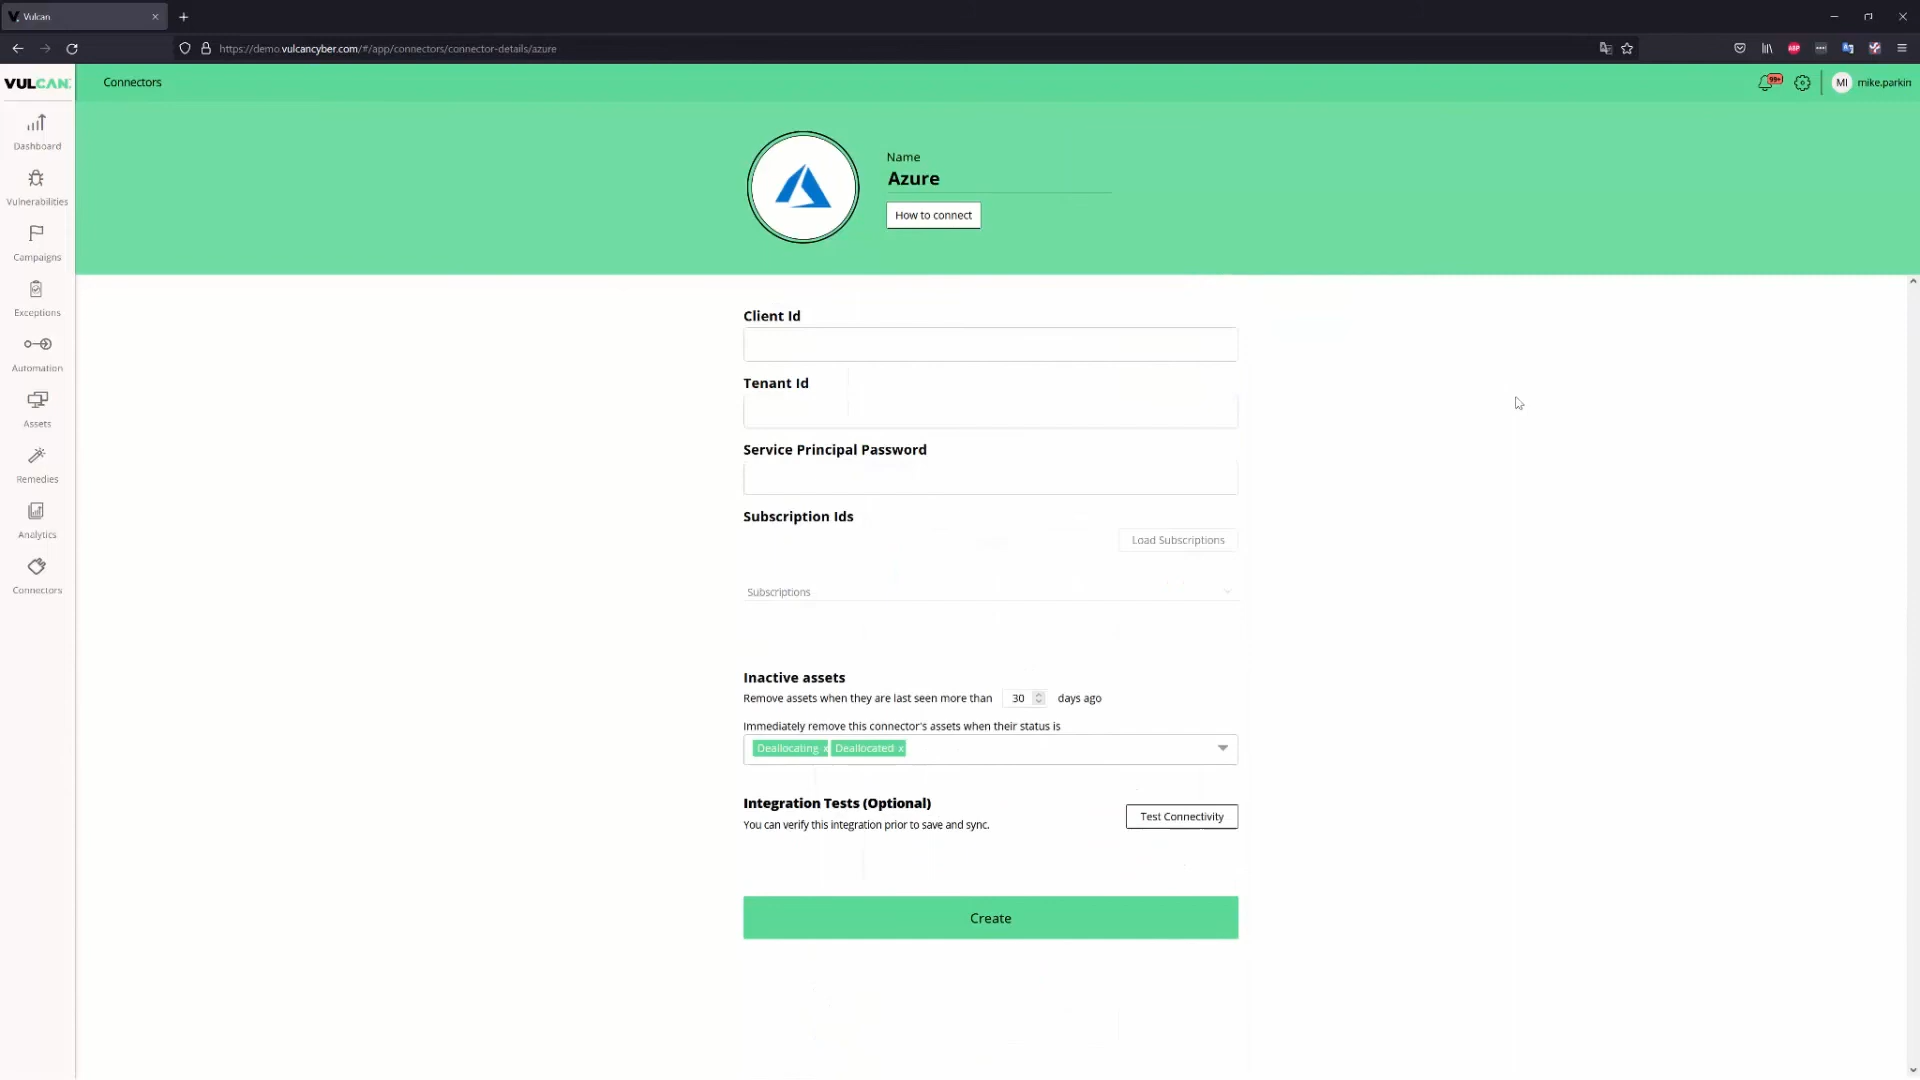 Vulcan
https://demo.vulcancyber.com/#/app/connectors/connector-details/azure
ABP
VULCAN
Connectors
99+
MI
mike.parkin
Dashboard
Vulnerabilities
Campaigns
Exceptions
Automation
Assets
Remedies
Analytics
Connectors
Name
Azure
How to connect
Client Id
Tenant Id
Service Principal Password
Subscription Ids
Load Subscriptions
Subscriptions
Inactive assets
Remove assets when they are last seen more than 30 days ago
Immediately remove this connector's assets when their status is
Deallocating x Deallocated x
Integration Tests (Optional)
You can verify this integration prior to save and sync.
Test Connectivity
Create